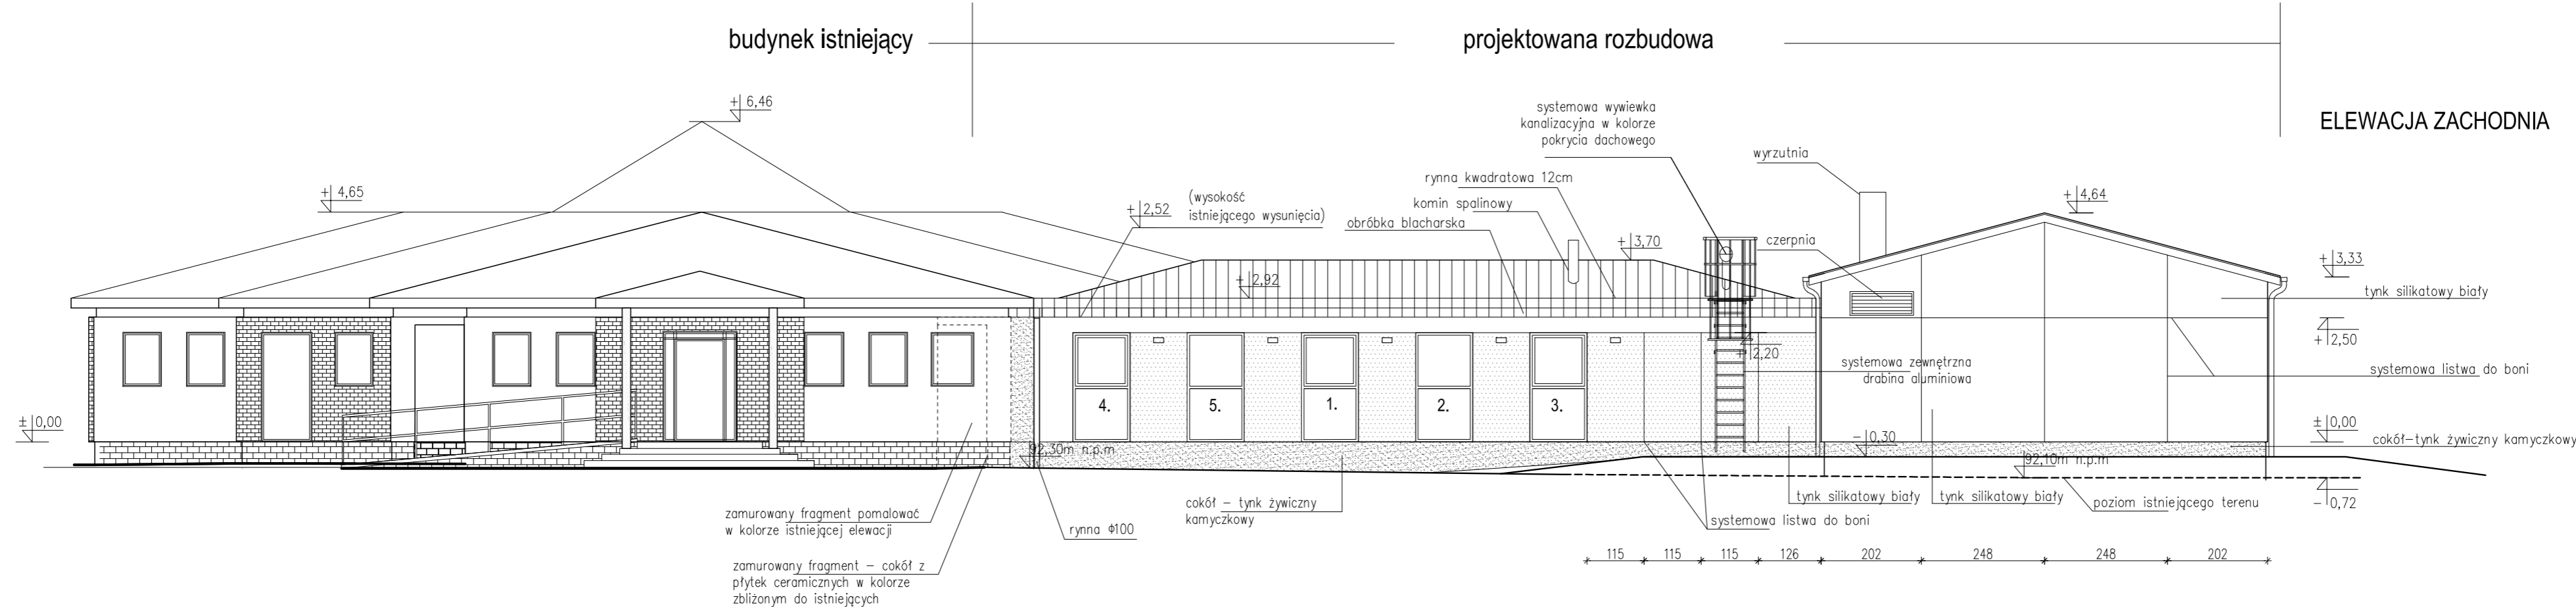 budynek istniejący
projektowana rozbudowa
ELEWACJA ZACHODNIA
+ 6,46
+ 4,65
+ 2,52
(wysokość
istniejącego wysunięcia)
systemowa wywiewka
kanalizacyjna w kolorze
pokrycia dachowego
rynna kwadratowa 12cm
komin spalinowy
obróbka blacharska
wyrzutnia
czerpnia
+ 3,70
+ 2,92
+ 4,64
+ 3,33
tynk silikatowy biały
+ 2,50
systemowa listwa do boni
+ 2,20
systemowa zewnętrzna
drabina aluminiowa
4.
5.
1.
2.
3.
± 0,00
± 0,00
cokół-tynk żywiczny kamyczkowy
- 0,30
92,30m n.p.m
92,10m n.p.m
- 0,72
zamurowany fragment pomalować
w kolorze istniejącej elewacji
rynna ϕ100
cokół – tynk żywiczny
kamyczkowy
tynk silikatowy biały
tynk silikatowy biały
poziom istniejącego terenu
systemowa listwa do boni
zamurowany fragment – cokół z
płytek ceramicznych w kolorze
zbliżonym do istniejących
115 115 115 126 202 248 248 202